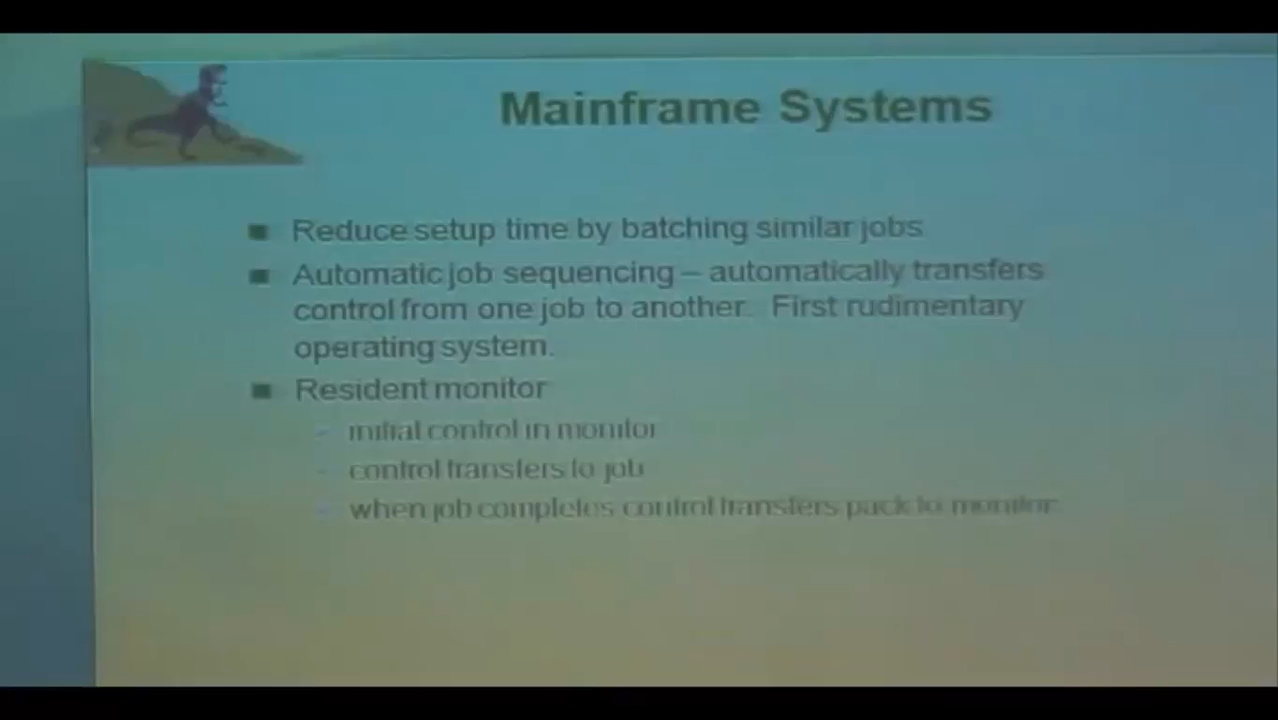 Mainframe Systems
Reduce setup time by batching similar jobs
Automatic job sequencing – automatically transfers
control from one job to another. First rudimentary
operating system.
Resident monitor
– initial control in monitor
– control transfers to job
– when job completes control transfers pack to monitor